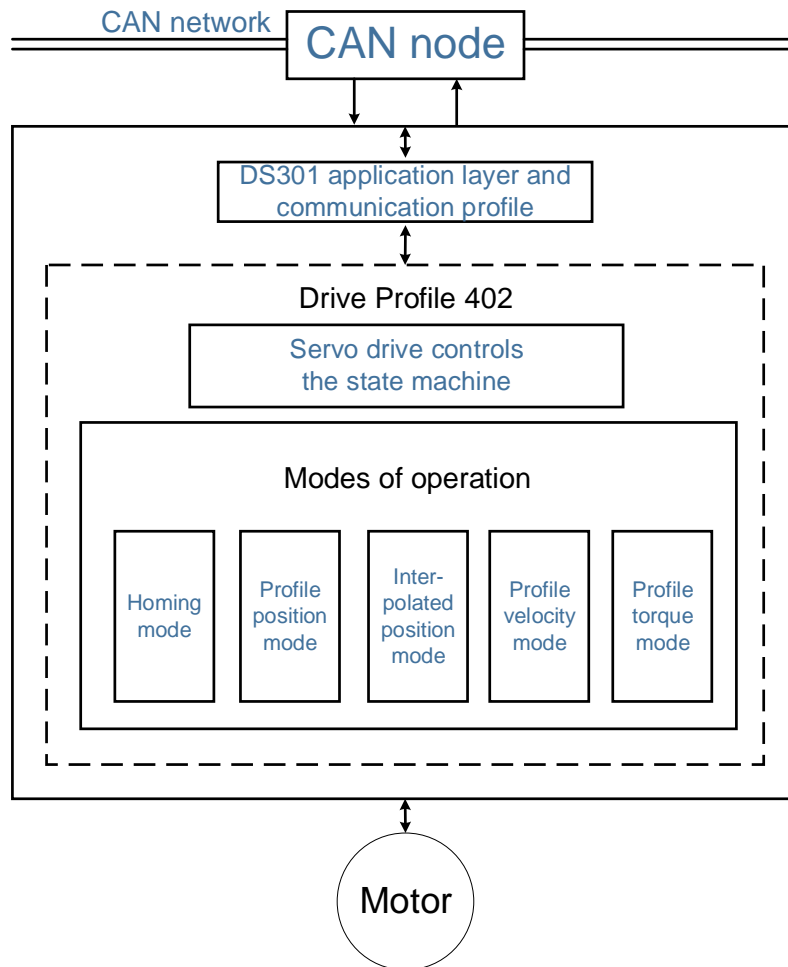 CAN network
CAN node
DS301 application layer and
communication profile
Drive Profile 402
Servo drive controls
the state machine
Modes of operation
Homing
mode
Profile
position
mode
Inter-
polated
position
mode
Profile
velocity
mode
Profile
torque
mode
Motor